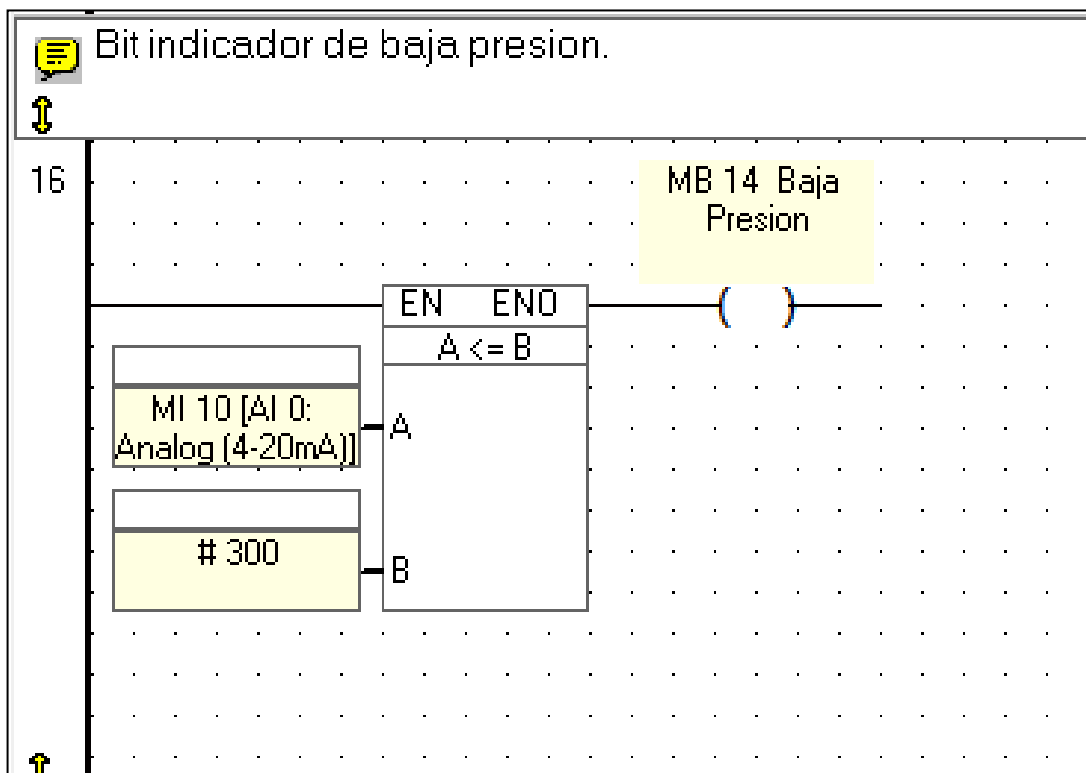 Bit indicador de baja presion.
16
MB 14 Baja
Presion
EN ENO
A <= B
MI 10 [AI 0:
Analog (4-20mA)]
A
# 300
B
( )